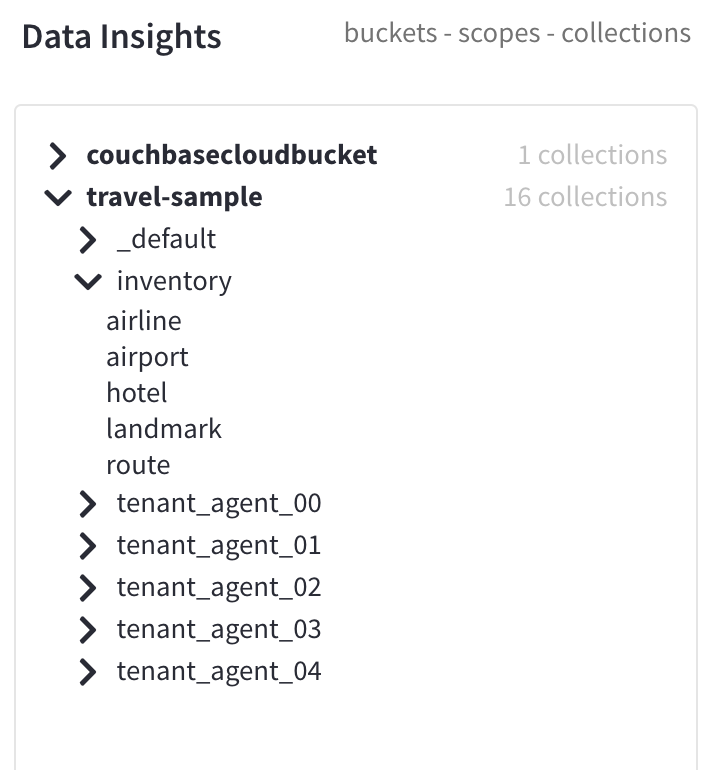 Data Insights buckets - scopes - collections
couchbasecloudbucket 1 collections
travel-sample 16 collections
_default
inventory
airline
airport
hotel
landmark
route
tenant_agent_00
tenant_agent_01
tenant_agent_02
tenant_agent_03
tenant_agent_04